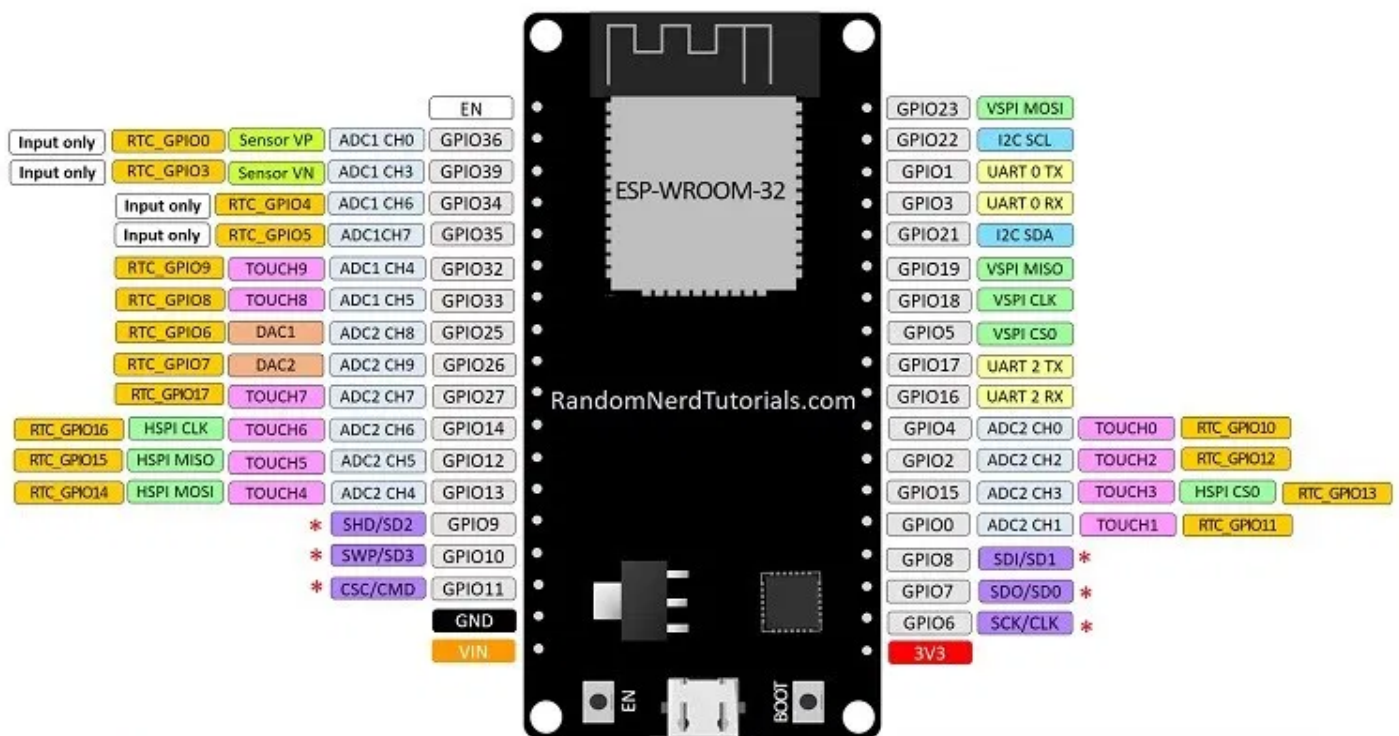 EN
GPIO23 VSPI MOSI
Input only RTC_GPIO0 Sensor VP ADC1 CH0 GPIO36
GPIO22 I2C SCL
Input only RTC_GPIO3 Sensor VN ADC1 CH3 GPIO39
GPIO1 UART 0 TX
Input only RTC_GPIO4 ADC1 CH6 GPIO34
GPIO3 UART 0 RX
Input only RTC_GPIO5 ADC1CH7 GPIO35
GPIO21 I2C SDA
ESP-WROOM-32
RTC_GPIO9 TOUCH9 ADC1 CH4 GPIO32
GPIO19 VSPI MISO
RTC_GPIO8 TOUCH8 ADC1 CH5 GPIO33
GPIO18 VSPI CLK
RTC_GPIO6 DAC1 ADC2 CH8 GPIO25
GPIO5 VSPI CS0
RTC_GPIO7 DAC2 ADC2 CH9 GPIO26
GPIO17 UART 2 TX
RTC_GPIO17 TOUCH7 ADC2 CH7 GPIO27
RandomNerdTutorials.com
GPIO16 UART 2 RX
RTC_GPIO16 HSPI CLK TOUCH6 ADC2 CH6 GPIO14
GPIO4 ADC2 CH0 TOUCH0 RTC_GPIO10
RTC_GPIO15 HSPI MISO TOUCH5 ADC2 CH5 GPIO12
GPIO2 ADC2 CH2 TOUCH2 RTC_GPIO12
RTC_GPIO14 HSPI MOSI TOUCH4 ADC2 CH4 GPIO13
GPIO15 ADC2 CH3 TOUCH3 HSPI CS0 RTC_GPIO13
* SHD/SD2 GPIO9
GPIO0 ADC2 CH1 TOUCH1 RTC_GPIO11
* SWP/SD3 GPIO10
GPIO8 SDI/SD1 *
* CSC/CMD GPIO11
GPIO7 SDO/SD0 *
GND
GPIO6 SCK/CLK *
VIN
3V3
EN
BOOT